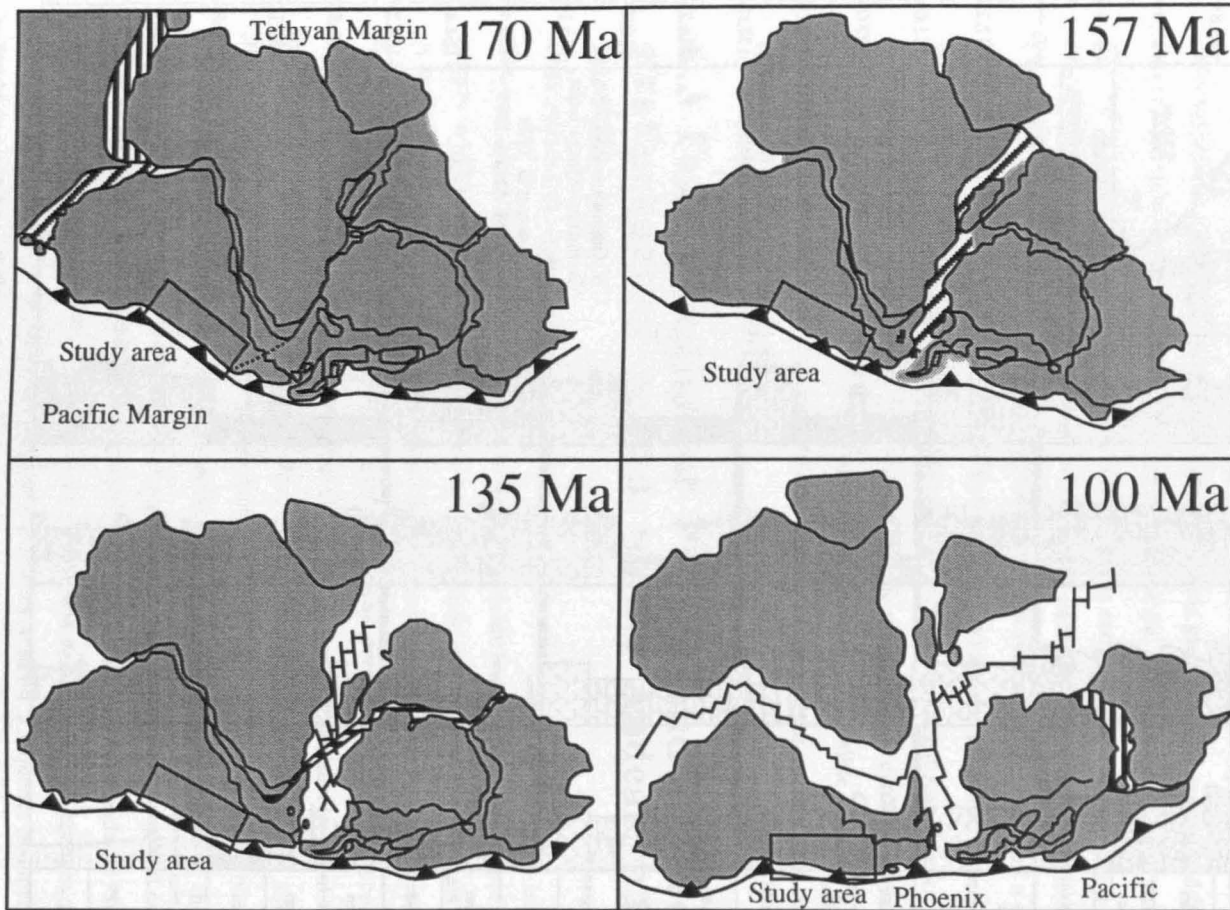 Tethyan Margin
170 Ma
Study area
Pacific Margin
157 Ma
Study area
135 Ma
Study area
100 Ma
Study area
Phoenix
Pacific